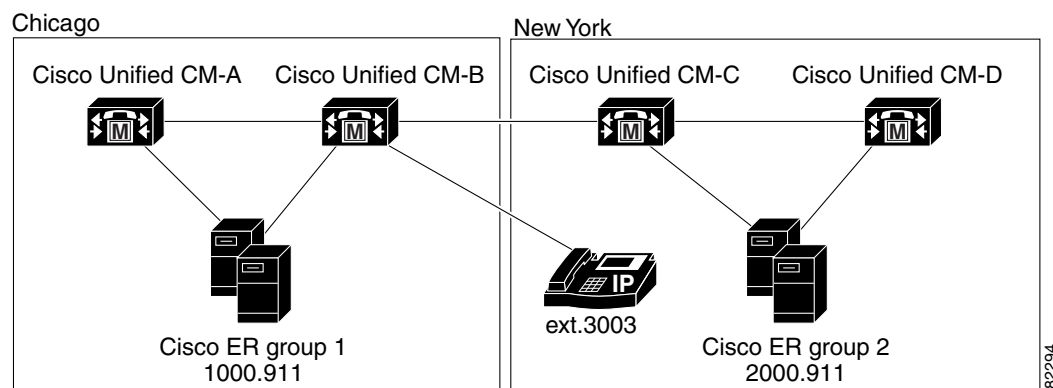 Chicago
New York
Cisco Unified CM-A
Cisco Unified CM-B
Cisco Unified CM-C
Cisco Unified CM-D
M
M
M
M
IP
ext.3003
Cisco ER group 1
1000.911
Cisco ER group 2
2000.911
82294